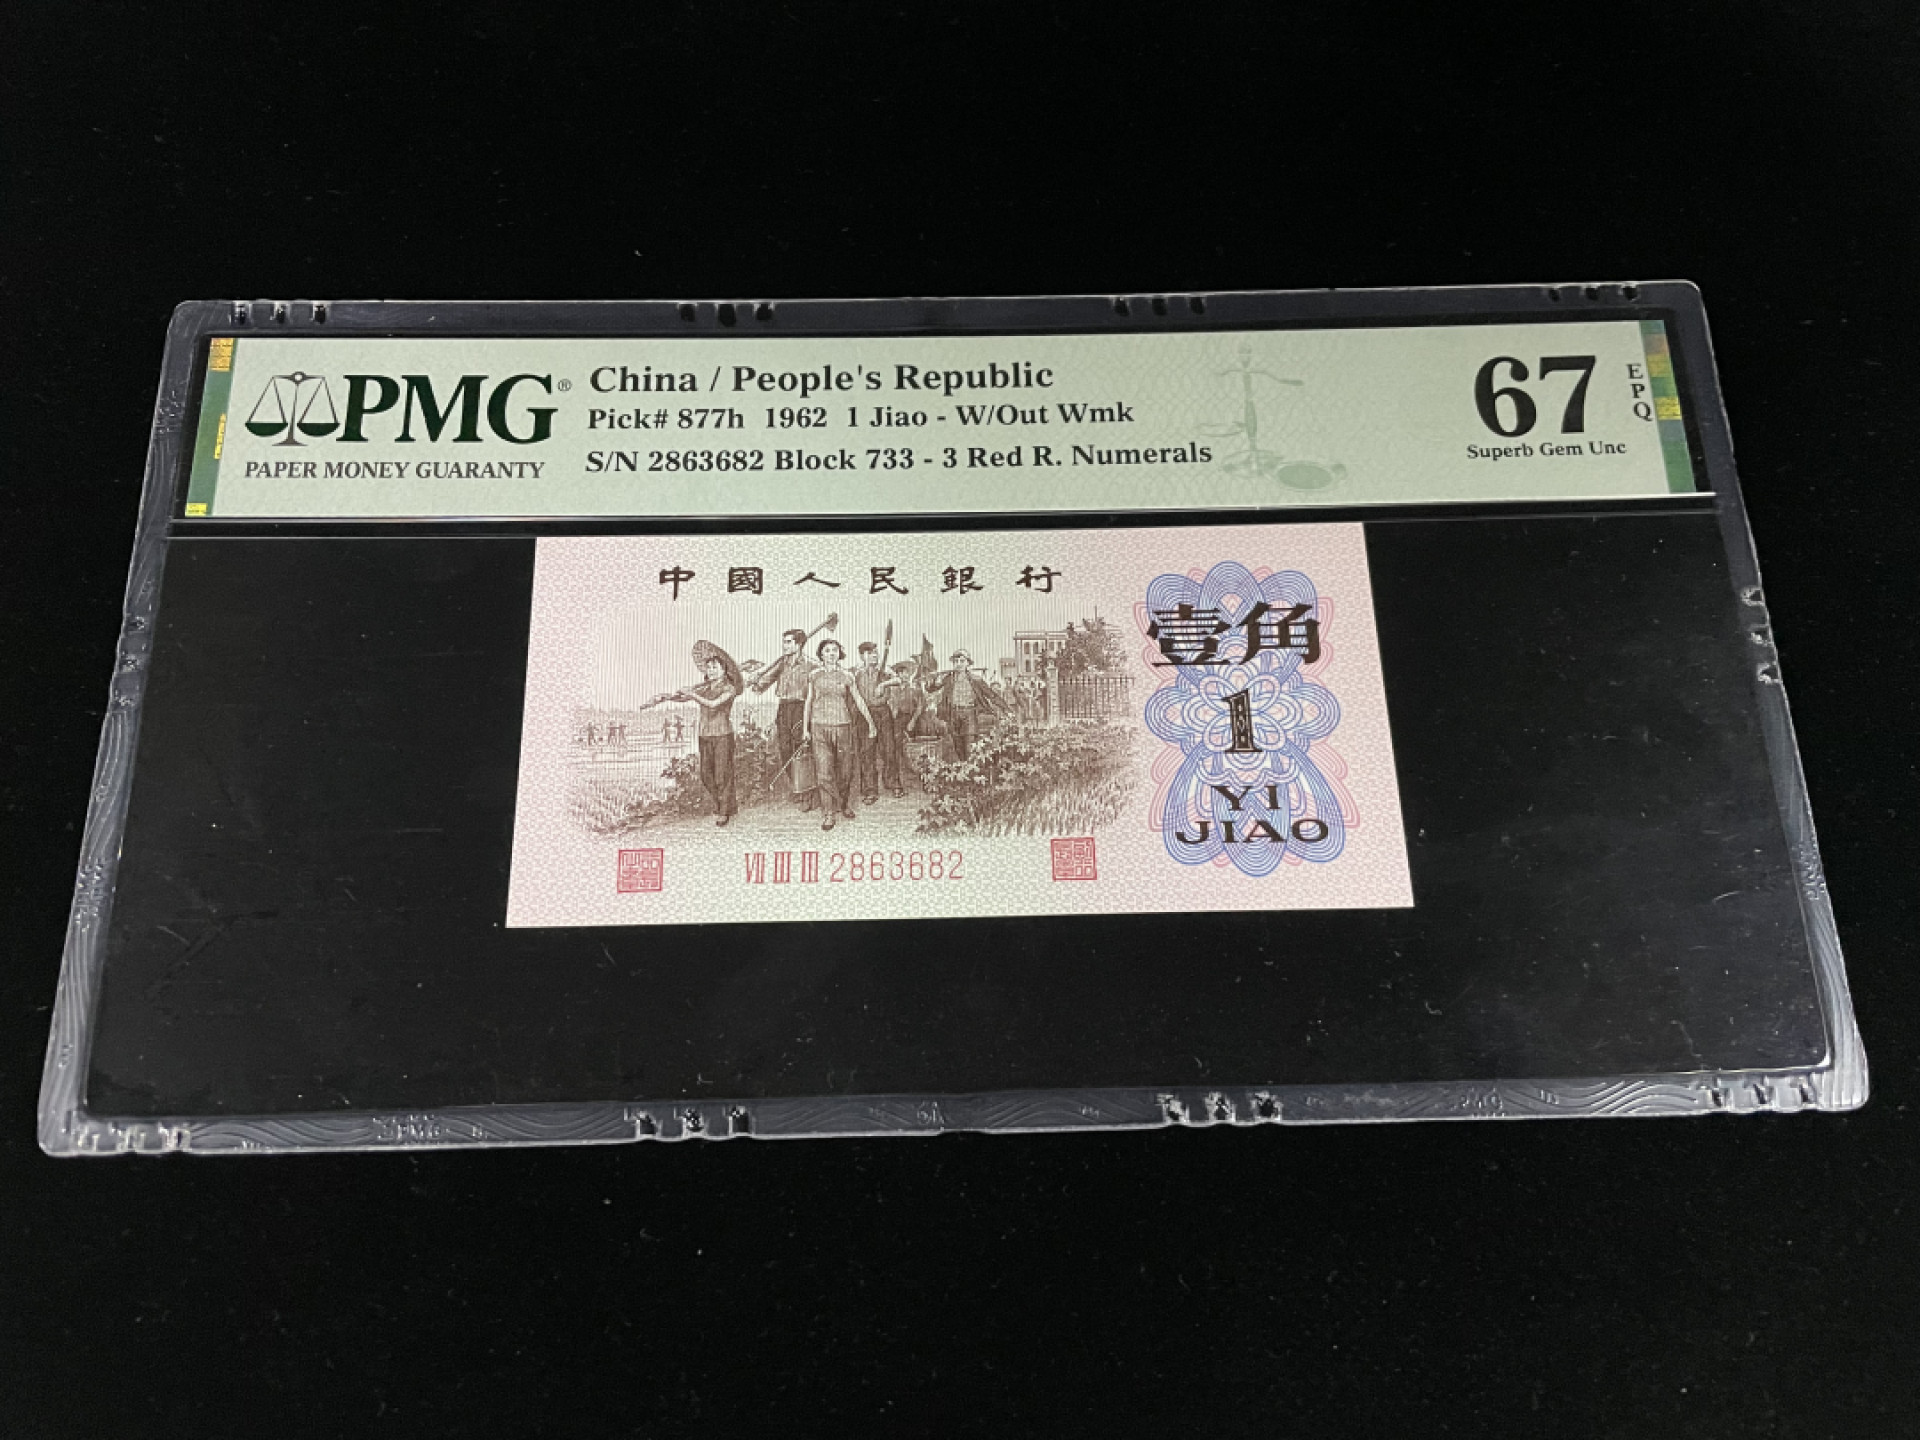 PMG®
PAPER MONEY GUARANTY
China / People's Republic
Pick# 877h 1962 1 Jiao - W/Out Wmk
S/N 2863682 Block 733 - 3 Red R. Numerals
67
EPQ
Superb Gem Unc
中國人民銀行
壹角
1
YI
JIAO
VII III III 2863682